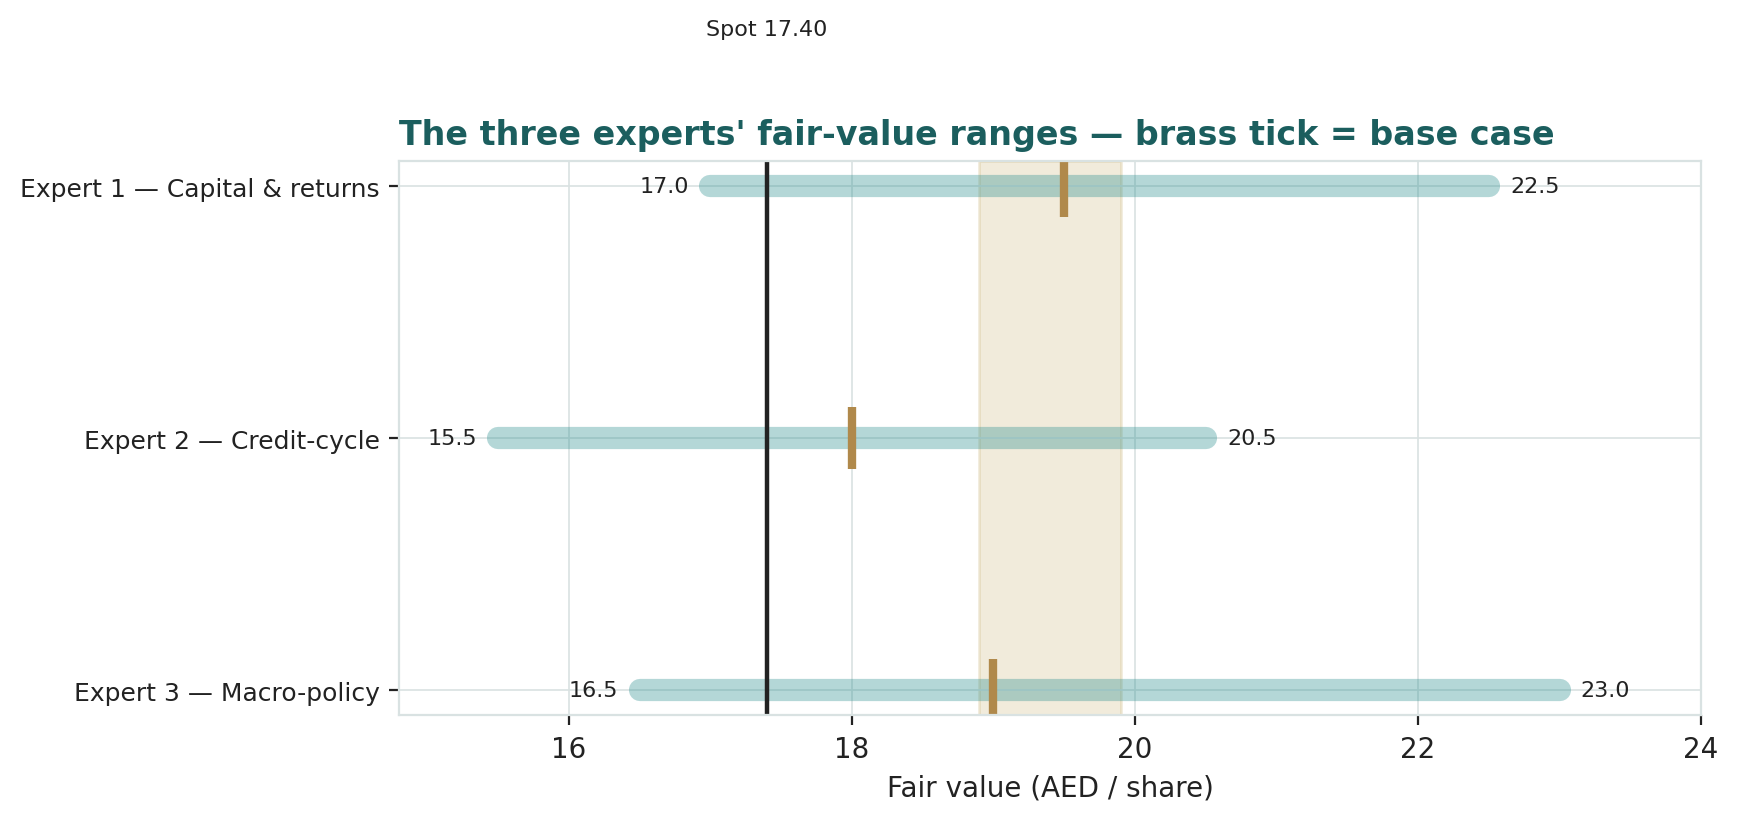 Spot 17.40
The three experts' fair-value ranges — brass tick = base case
Expert 1 — Capital & returns
17.0
22.5
Expert 2 — Credit-cycle
15.5
20.5
Expert 3 — Macro-policy
16.5
23.0
16
18
20
22
24
Fair value (AED / share)